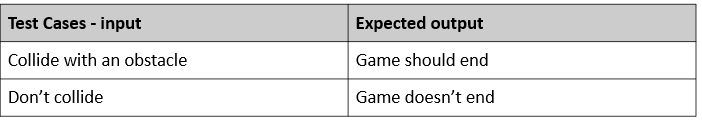 Test Cases - input Expected output
Collide with an obstacle Game should end
Don’t collide Game doesn’t end